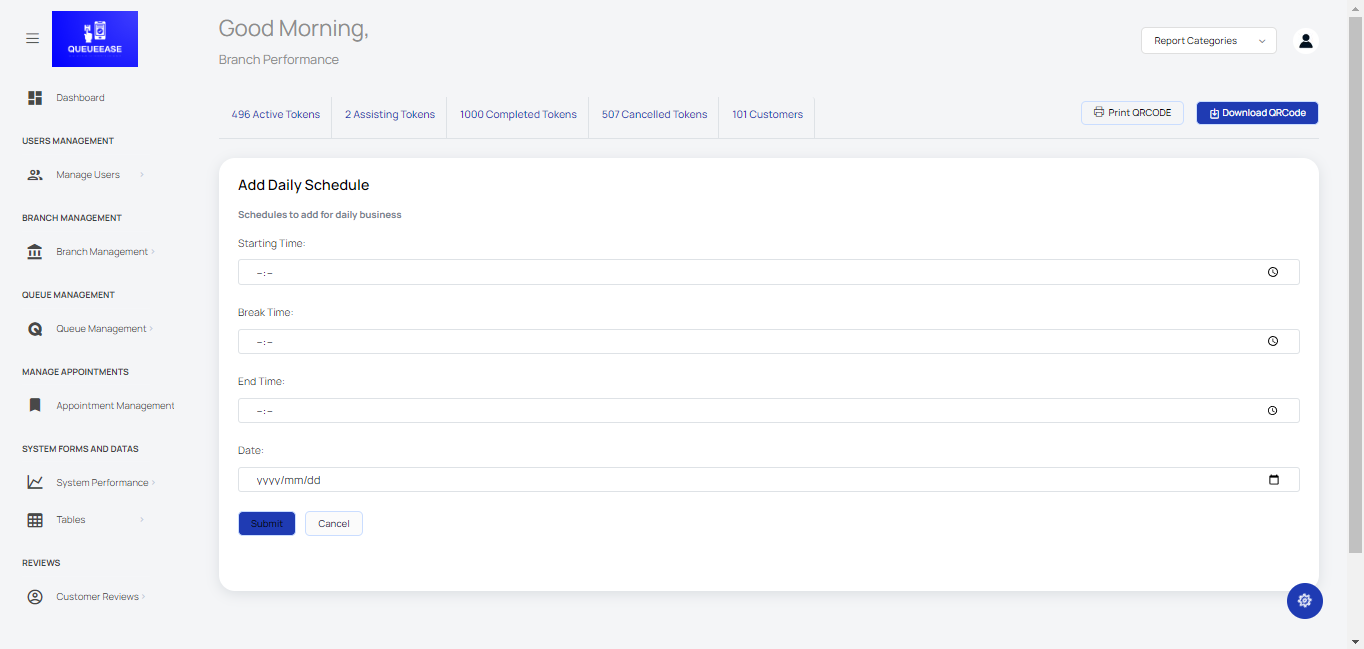 QUEUEEASE
Good Morning,
Branch Performance
Report Categories
Dashboard
USERS MANAGEMENT
Manage Users
BRANCH MANAGEMENT
Branch Management
QUEUE MANAGEMENT
Queue Management
MANAGE APPOINTMENTS
Appointment Management
SYSTEM FORMS AND DATAS
System Performance
Tables
REVIEWS
Customer Reviews
496 Active Tokens
2 Assisting Tokens
1000 Completed Tokens
507 Cancelled Tokens
101 Customers
Print QRCODE
Download QRCode
Add Daily Schedule
Schedules to add for daily business
Starting Time:
--:--
Break Time:
--:--
End Time:
--:--
Date:
yyyy/mm/dd
Submit
Cancel